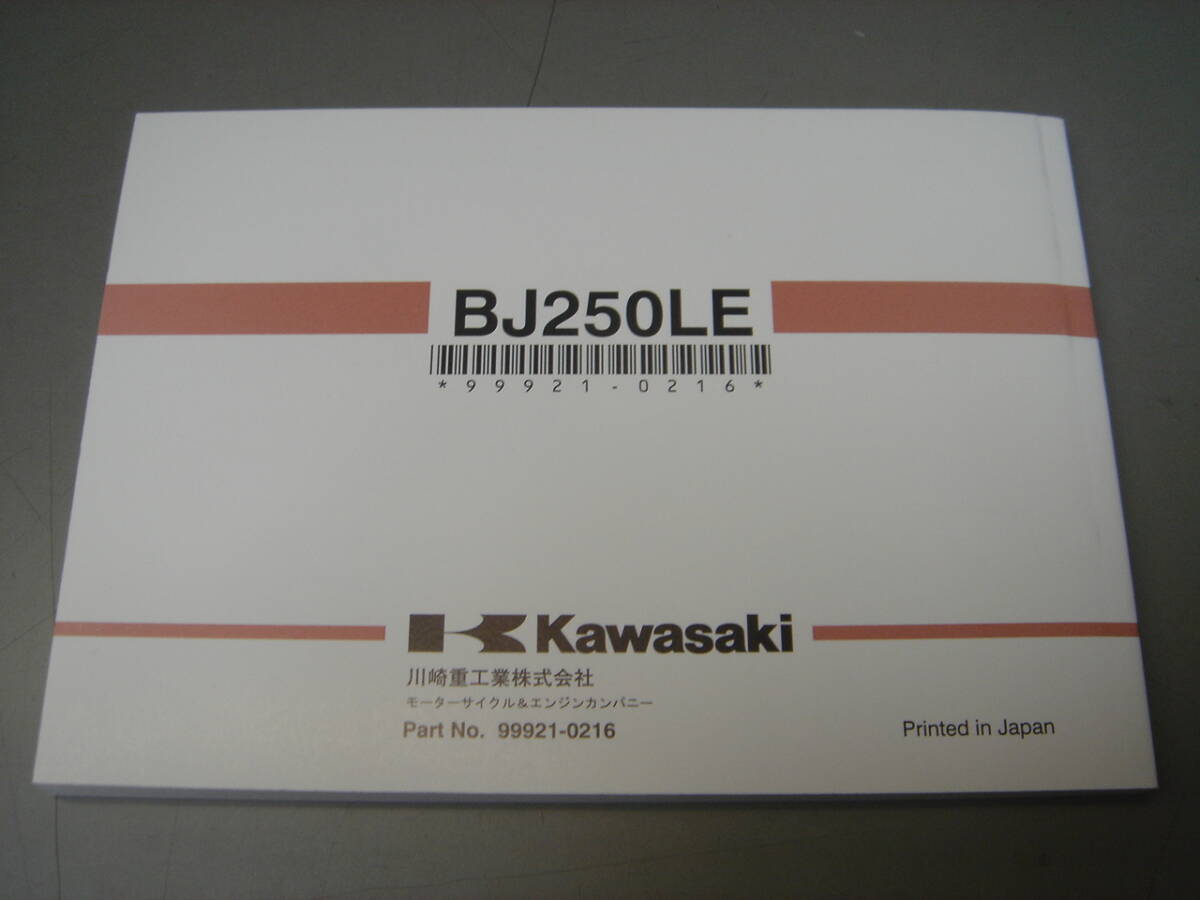 BJ250LE
*99921-0216*
Kawasaki
川崎重工業株式会社
モーターサイクル&エンジンカンパニー
Part No. 99921-0216
Printed in Japan